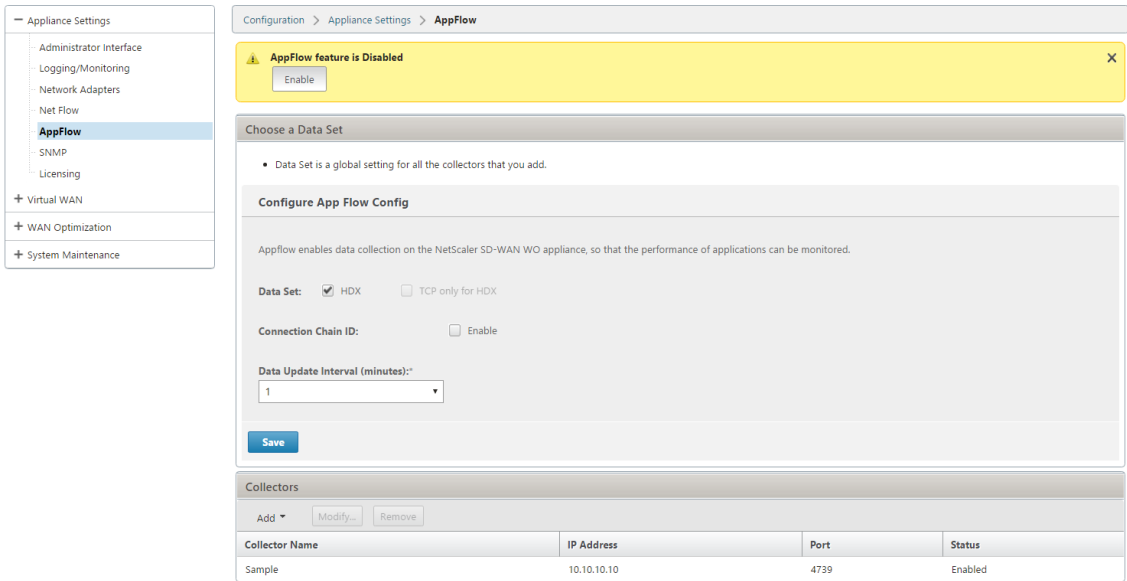 Appliance Settings
Administrator Interface
Logging/Monitoring
Network Adapters
Net Flow
AppFlow
SNMP
Licensing
Virtual WAN
WAN Optimization
System Maintenance
Configuration > Appliance Settings > AppFlow
AppFlow feature is Disabled
Enable
Choose a Data Set
• Data Set is a global setting for all the collectors that you add.
Configure App Flow Config
Appflow enables data collection on the NetScaler SD-WAN WO appliance, so that the performance of applications can be monitored.
Data Set: HDX TCP only for HDX
Connection Chain ID: Enable
Data Update Interval (minutes):*
1
Save
Collectors
Add Modify... Remove
Collector Name IP Address Port Status
Sample 10.10.10.10 4739 Enabled